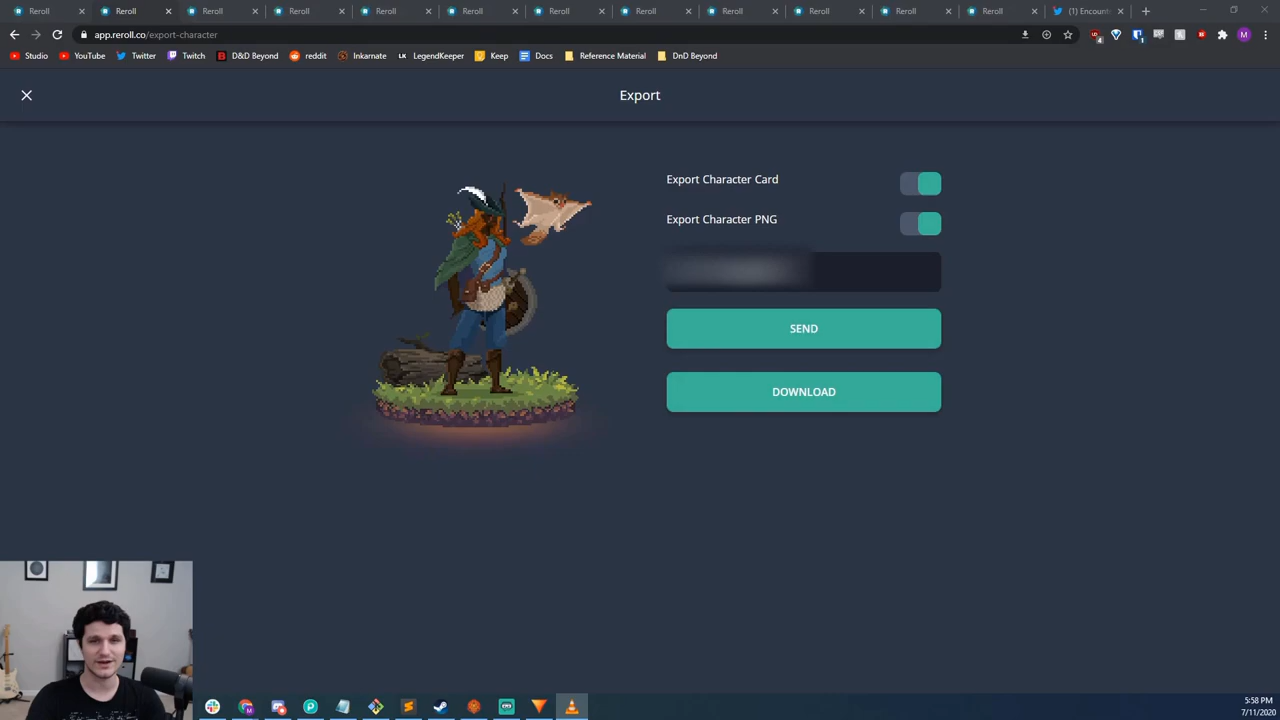 Reroll
Reroll
Reroll
Reroll
Reroll
Reroll
Reroll
Reroll
Reroll
Reroll
Reroll
Reroll
(1) Encount
app.reroll.co/export-character
Studio
YouTube
Twitter
Twitch
D&D Beyond
reddit
Inkarnate
LK LegendKeeper
Keep
Docs
Reference Material
DnD Beyond
Export
Export Character Card
Export Character PNG
SEND
DOWNLOAD
5:58 PM
7/11/2020